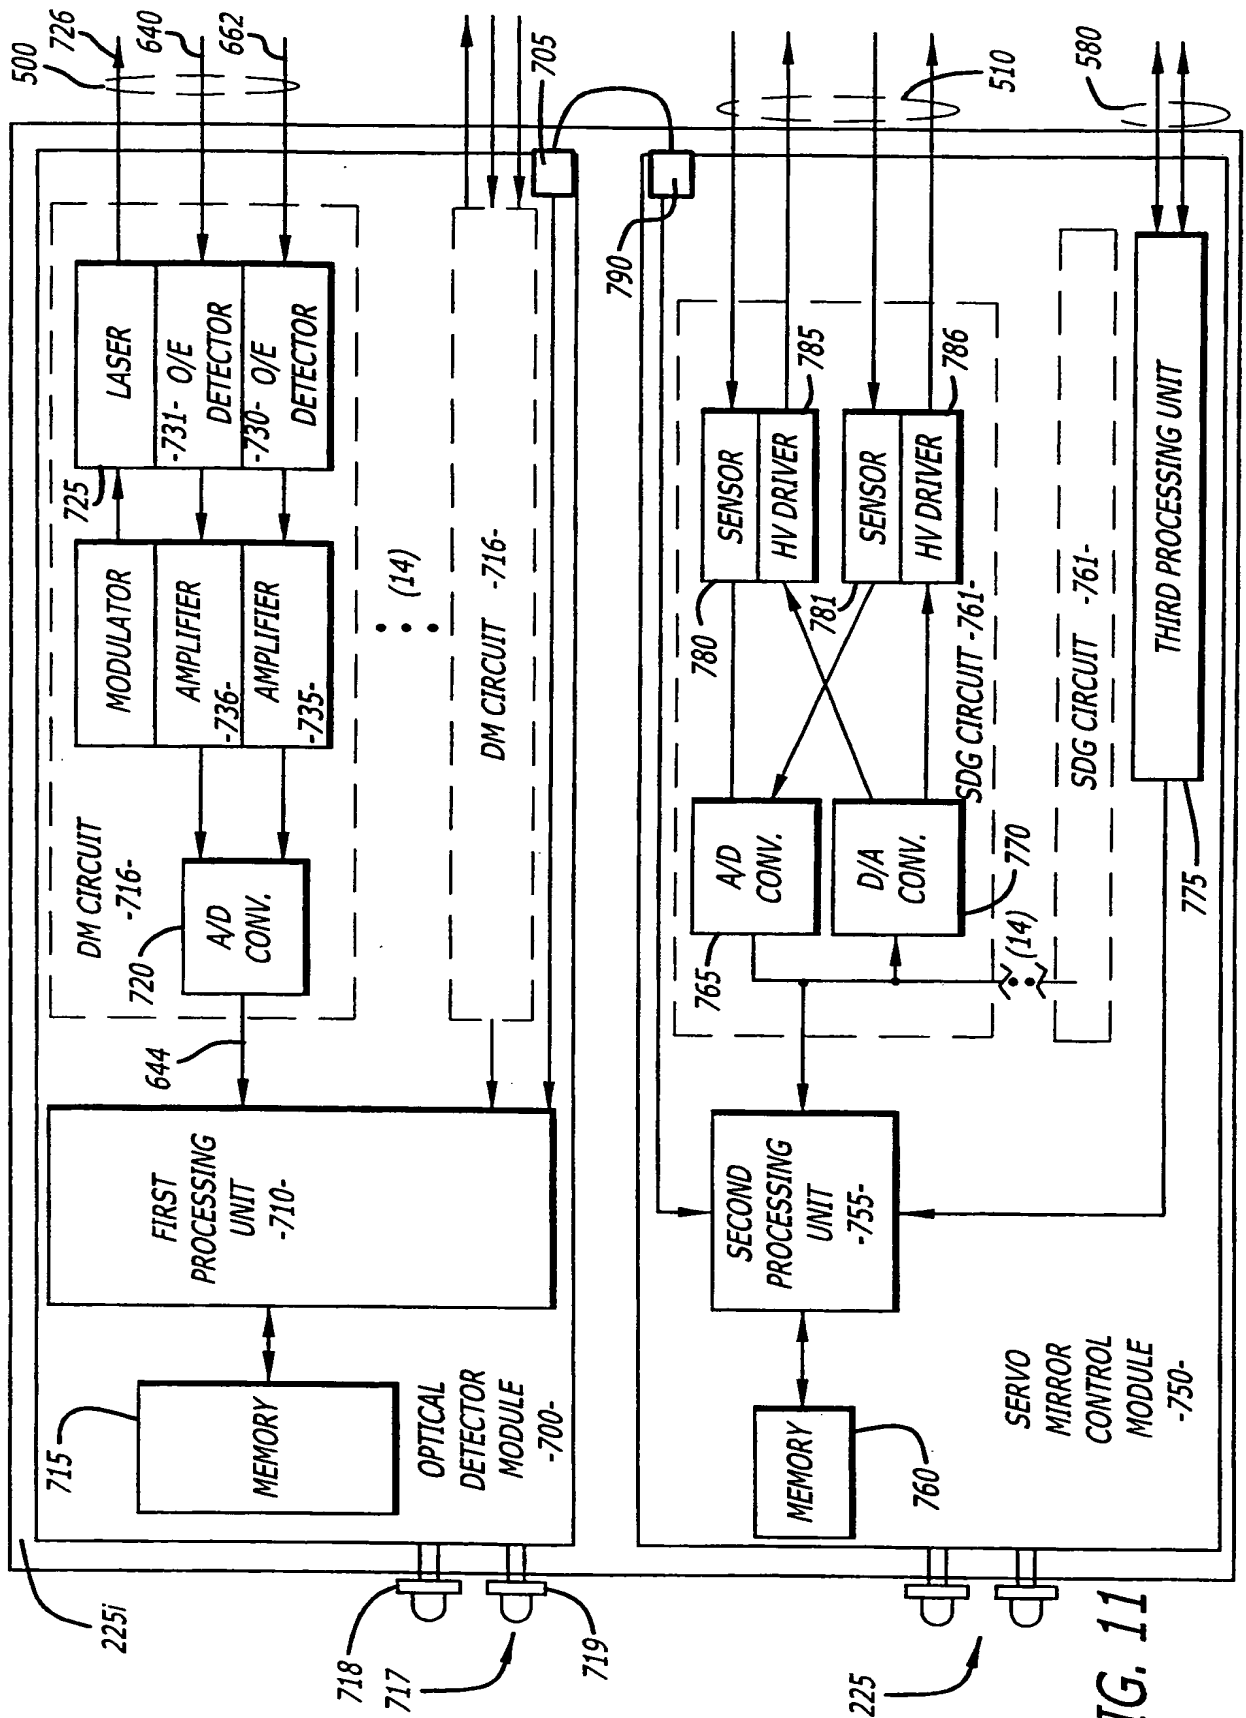 225i
715
MEMORY
FIRST
PROCESSING
UNIT
-710-
644
720
A/D
CONV.
DM CIRCUIT
-716-
MODULATOR
AMPLIFIER
-736-
AMPLIFIER
-735-
725
LASER
-731- O/E
DETECTOR
-730- O/E
DETECTOR
500
726
640
662
(14)
DM CIRCUIT -716-
705
OPTICAL
DETECTOR
MODULE
-700-
718
717
719
790
MEMORY
760
SECOND
PROCESSING
UNIT
-755-
765
A/D
CONV.
D/A
CONV.
770
780
SENSOR
HV DRIVER
785
781
SENSOR
HV DRIVER
786
SDG CIRCUIT -761-
510
(14)
SDG CIRCUIT -761-
THIRD PROCESSING UNIT
775
580
SERVO
MIRROR
CONTROL
MODULE
-750-
225
IG. 11